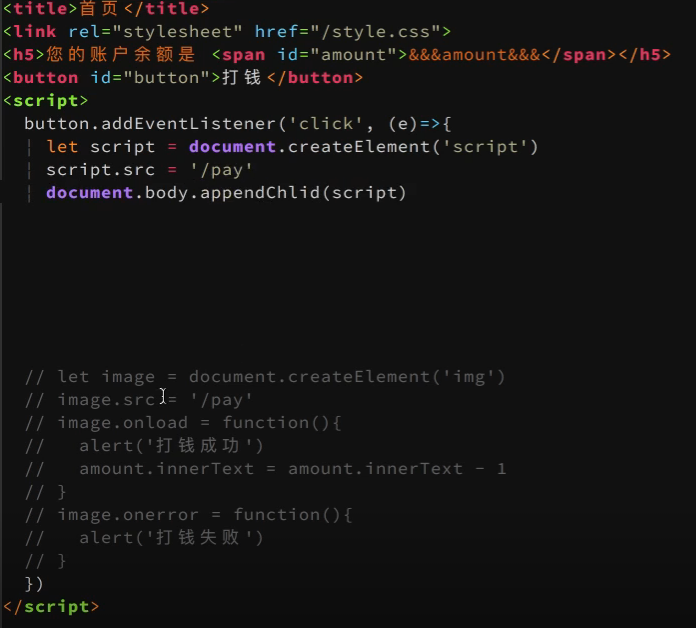 <title>首页</title>
<link rel="stylesheet" href="/style.css">
<h5>您的账户余额是 <span id="amount">&&&amount&&&</span></h5>
<button id="button">打钱</button>
<script>
button.addEventListener('click', (e)=>{
let script = document.createElement('script')
script.src = '/pay'
document.body.appendChlid(script)
// let image = document.createElement('img')
// image.src = '/pay'
// image.onload = function(){
//   alert('打钱成功')
//   amount.innerText = amount.innerText - 1
// }
// image.onerror = function(){
//   alert('打钱失败')
// }
})
</script>